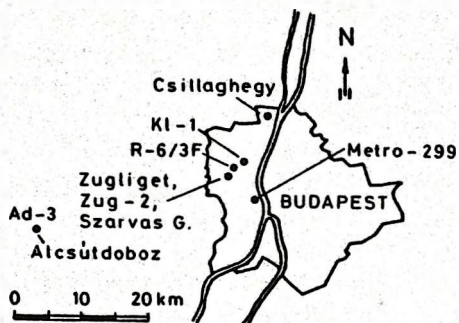 N
Csillaghegy
Kl-1
R-6/3F
Metro-299
Zugliget,
Zug-2,
Szarvas G.
BUDAPEST
Ad-3
Alcsútdoboz
0 10 20 km